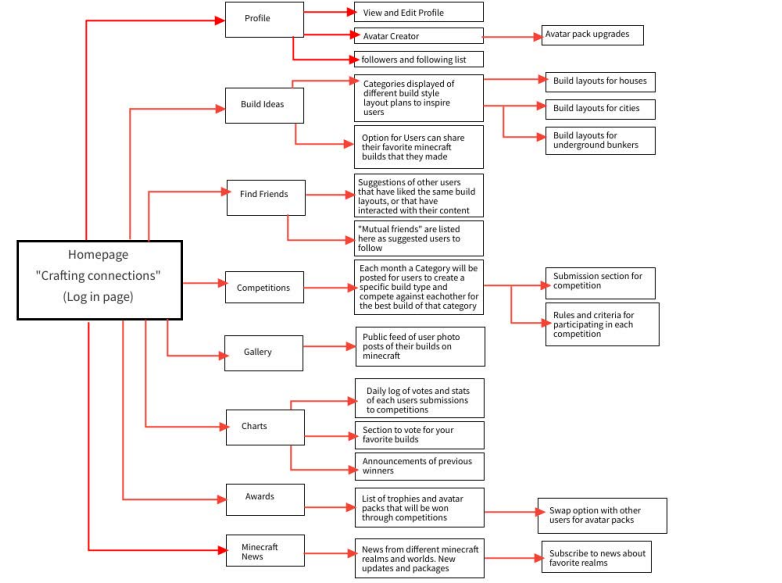 Homepage
"Crafting connections"
(Log in page)
Profile
View and Edit Profile
Avatar Creator
Avatar pack upgrades
followers and following list
Build Ideas
Categories displayed of
different build style
layout plans to inspire
users
Build layouts for houses
Build layouts for cities
Build layouts for
underground bunkers
Option for Users can share
their favorite minecraft
builds that they made
Find Friends
Suggestions of other users
that have liked the same build
layouts, or that have
interacted with their content
"Mutual friends" are listed
here as suggested users to
follow
Competitions
Each month a Category will be
posted for users to create a
specific build type and
compete against eachother for
the best build of that category
Submission section for
competition
Rules and criteria for
participating in each
competition
Gallery
Public feed of user photo
posts of their builds on
minecraft
Charts
Daily log of votes and stats
of each users submissions
to competitions
Section to vote for your
favorite builds
Announcements of previous
winners
Awards
List of trophies and avatar
packs that will be won
through competitions
Swap option with other
users for avatar packs
Minecraft
News
News from different minecraft
realms and worlds. New
updates and packages
Subscribe to news about
favorite realms